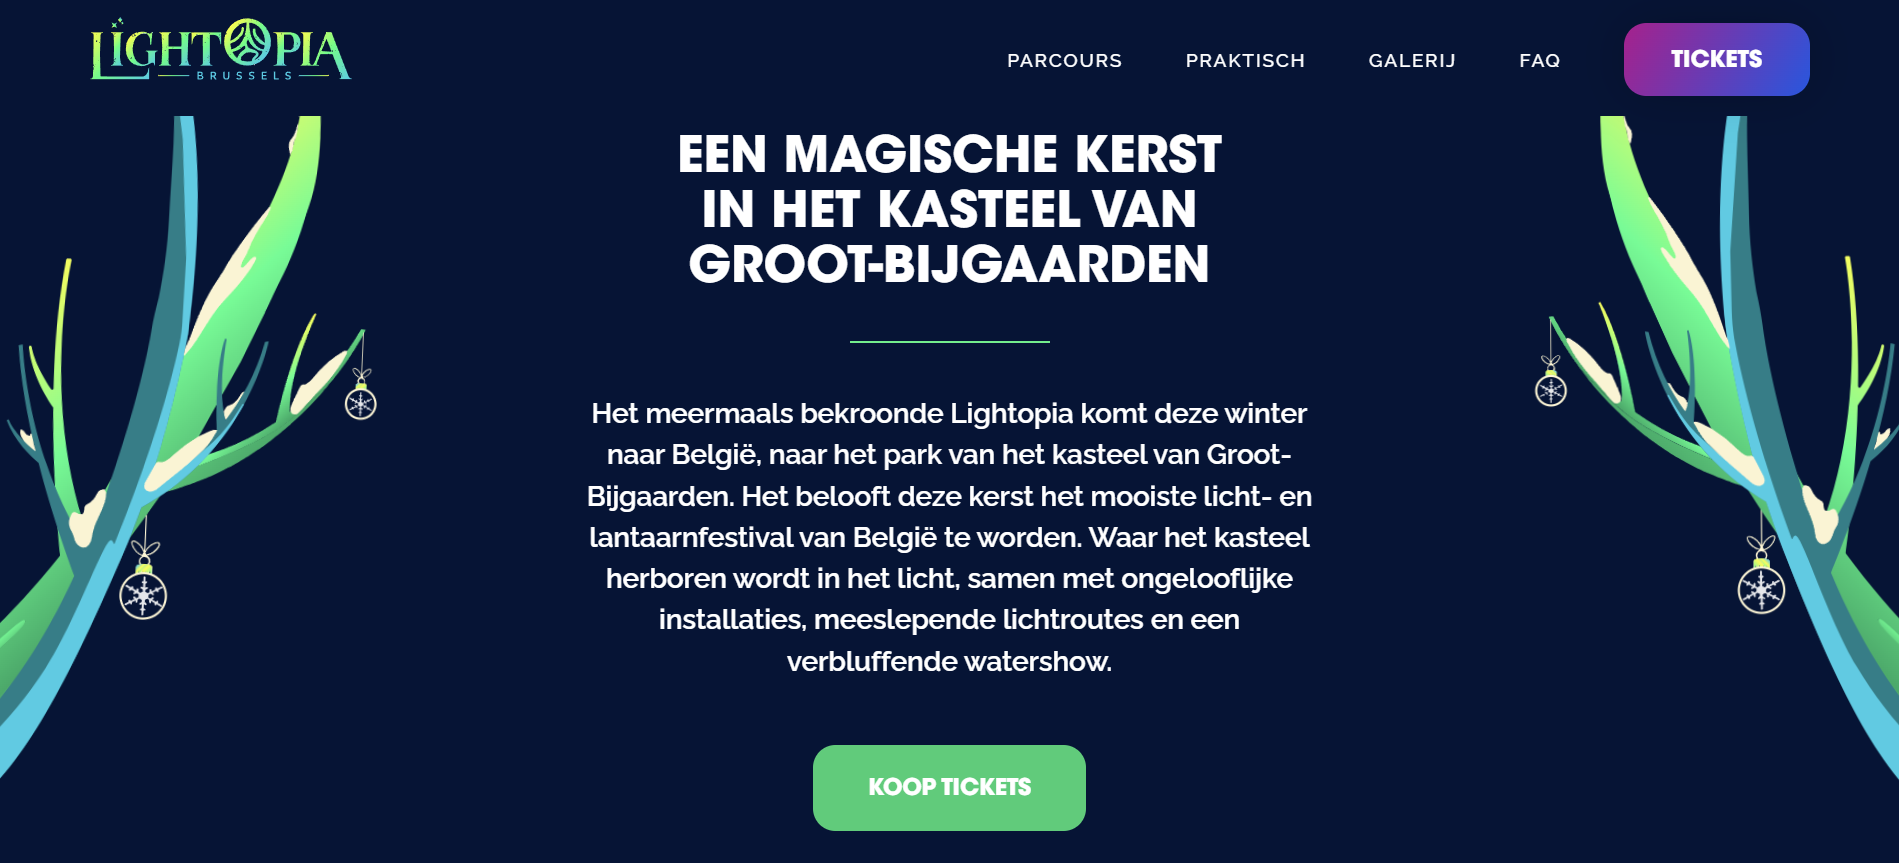 LIGHTOPIA
BRUSSELS
PARCOURS
PRAKTISCH
GALERIJ
FAQ
TICKETS
EEN MAGISCHE KERST
IN HET KASTEEL VAN
GROOT-BIJGAARDEN
Het meermaals bekroonde Lightopia komt deze winter
naar België, naar het park van het kasteel van Groot-
Bijgaarden. Het belooft deze kerst het mooiste licht- en
lantaarnfestival van België te worden. Waar het kasteel
herboren wordt in het licht, samen met ongelooflijke
installaties, meeslepende lichtroutes en een
verbluffende watershow.
KOOP TICKETS